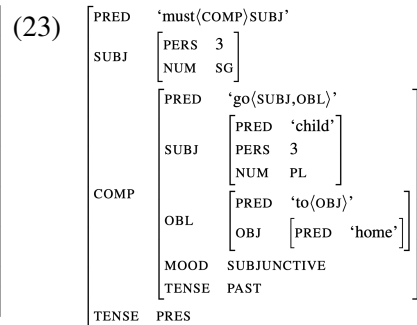 (23)
PRED ‘must⟨COMP⟩SUBJ’
SUBJ
PERS 3
NUM SG
COMP
PRED ‘go⟨SUBJ,OBL⟩’
SUBJ
PRED ‘child’
PERS 3
NUM PL
OBL
PRED ‘to⟨OBJ⟩’
OBJ [PRED ‘home’]
MOOD SUBJUNCTIVE
TENSE PAST
TENSE PRES